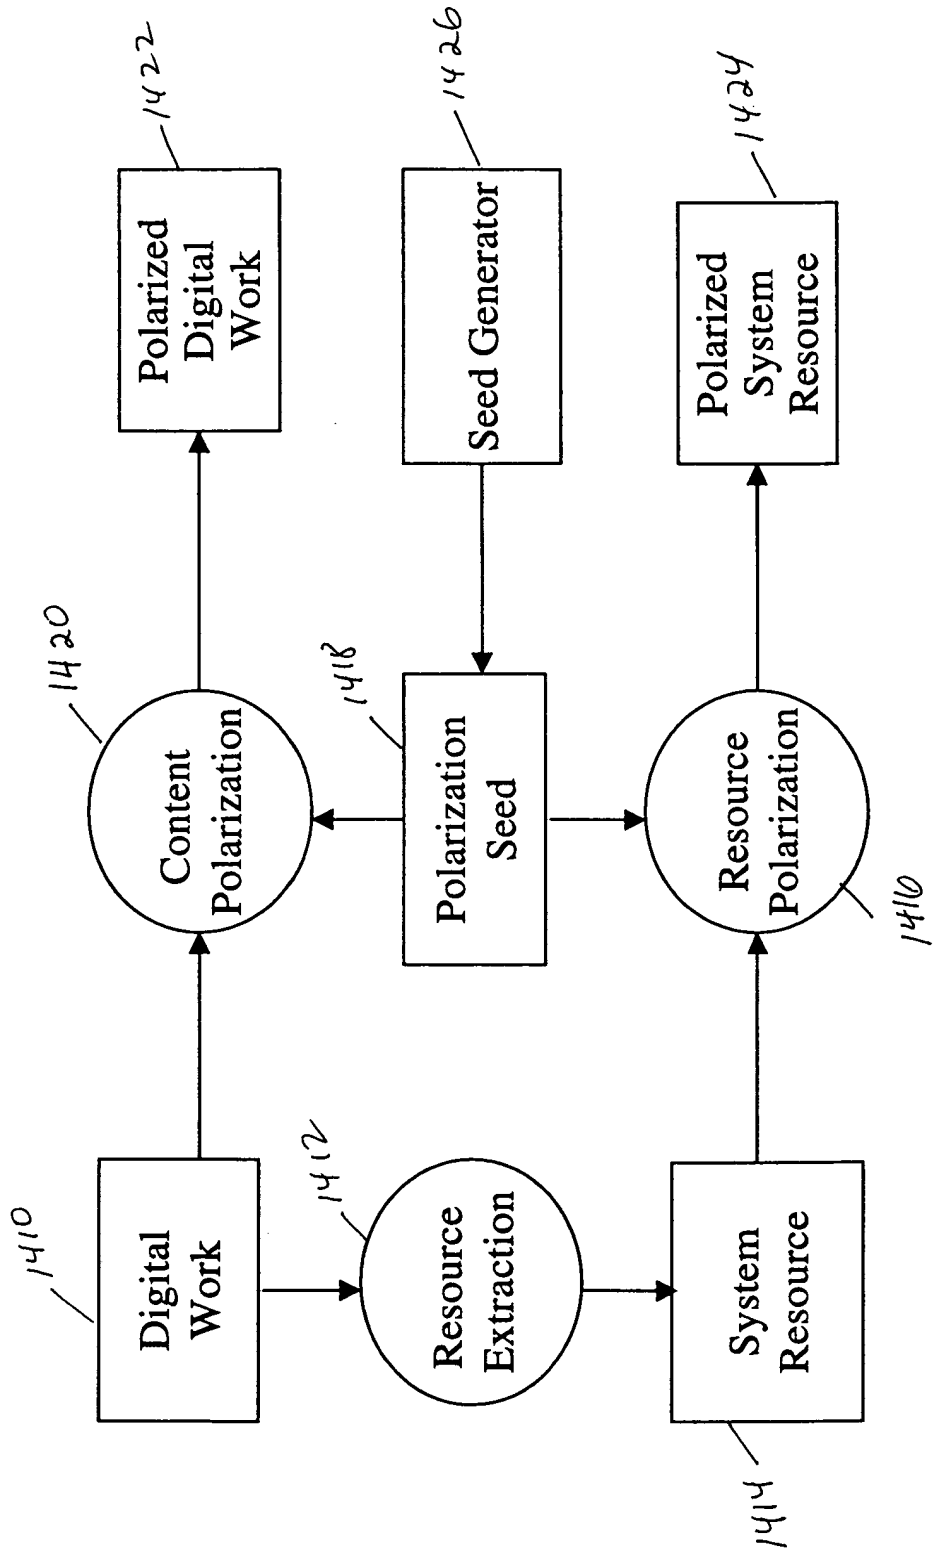 1410
Digital
Work
1420
Content
Polarization
1422
Polarized
Digital
Work
1412
Resource
Extraction
1418
Polarization
Seed
1426
Seed Generator
1414
System
Resource
1416
Resource
Polarization
1424
Polarized
System
Resource